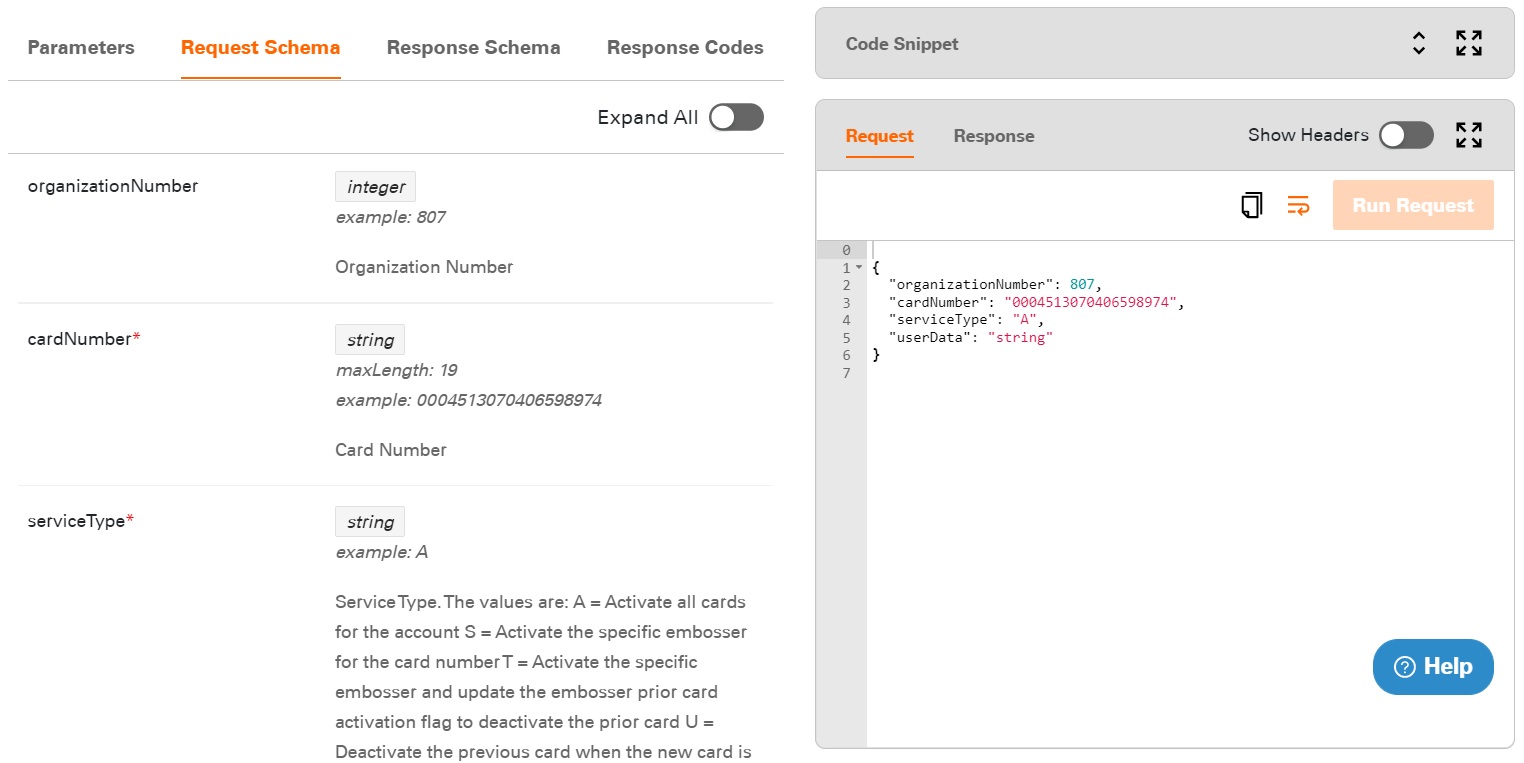 Parameters Request Schema Response Schema Response Codes
Expand All
organizationNumber integer
example: 807
Organization Number
cardNumber* string
maxLength: 19
example: 0004513070406598974
Card Number
serviceType* string
example: A
Service Type. The values are: A = Activate all cards
for the account S = Activate the specific embosser
for the card number T = Activate the specific
embosser and update the embosser prior card
activation flag to deactivate the prior card U =
Deactivate the previous card when the new card is
Code Snippet
Request Response Show Headers
Run Request
0
1 {
2 "organizationNumber": 807,
3 "cardNumber": "0004513070406598974",
4 "serviceType": "A",
5 "userData": "string"
6 }
7
? Help